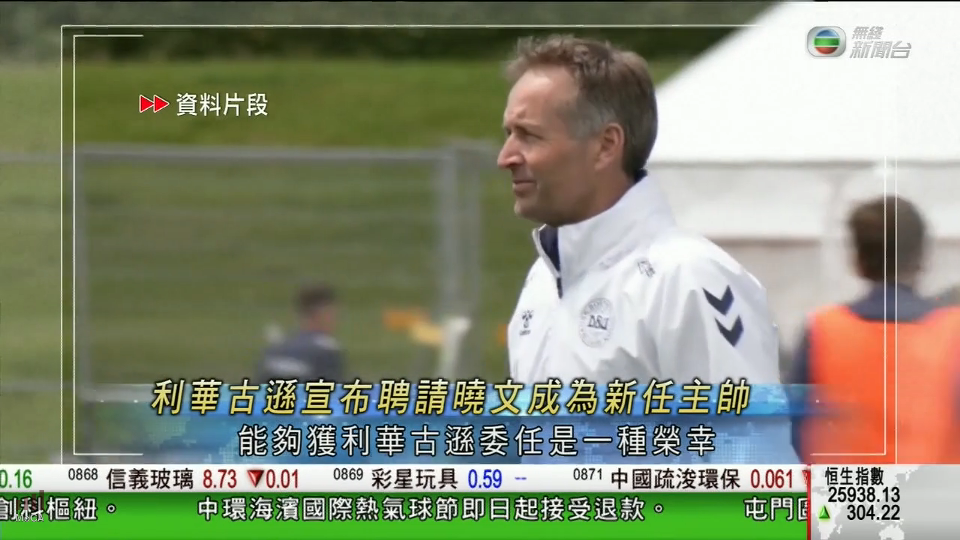 無綫
新聞台
資料片段
DBU
利華古遜宣布聘請曉文成為新任主帥
能夠獲利華古遜委任是一種榮幸
0.16 0868 信義玻璃 8.73 ▼0.01 0869 彩星玩具 0.59 -- 0871 中國疏浚環保 0.061
恒生指數
25938.13
▲ 304.22
創科樞紐。 中環海濱國際熱氣球節即日起接受退款。 屯門